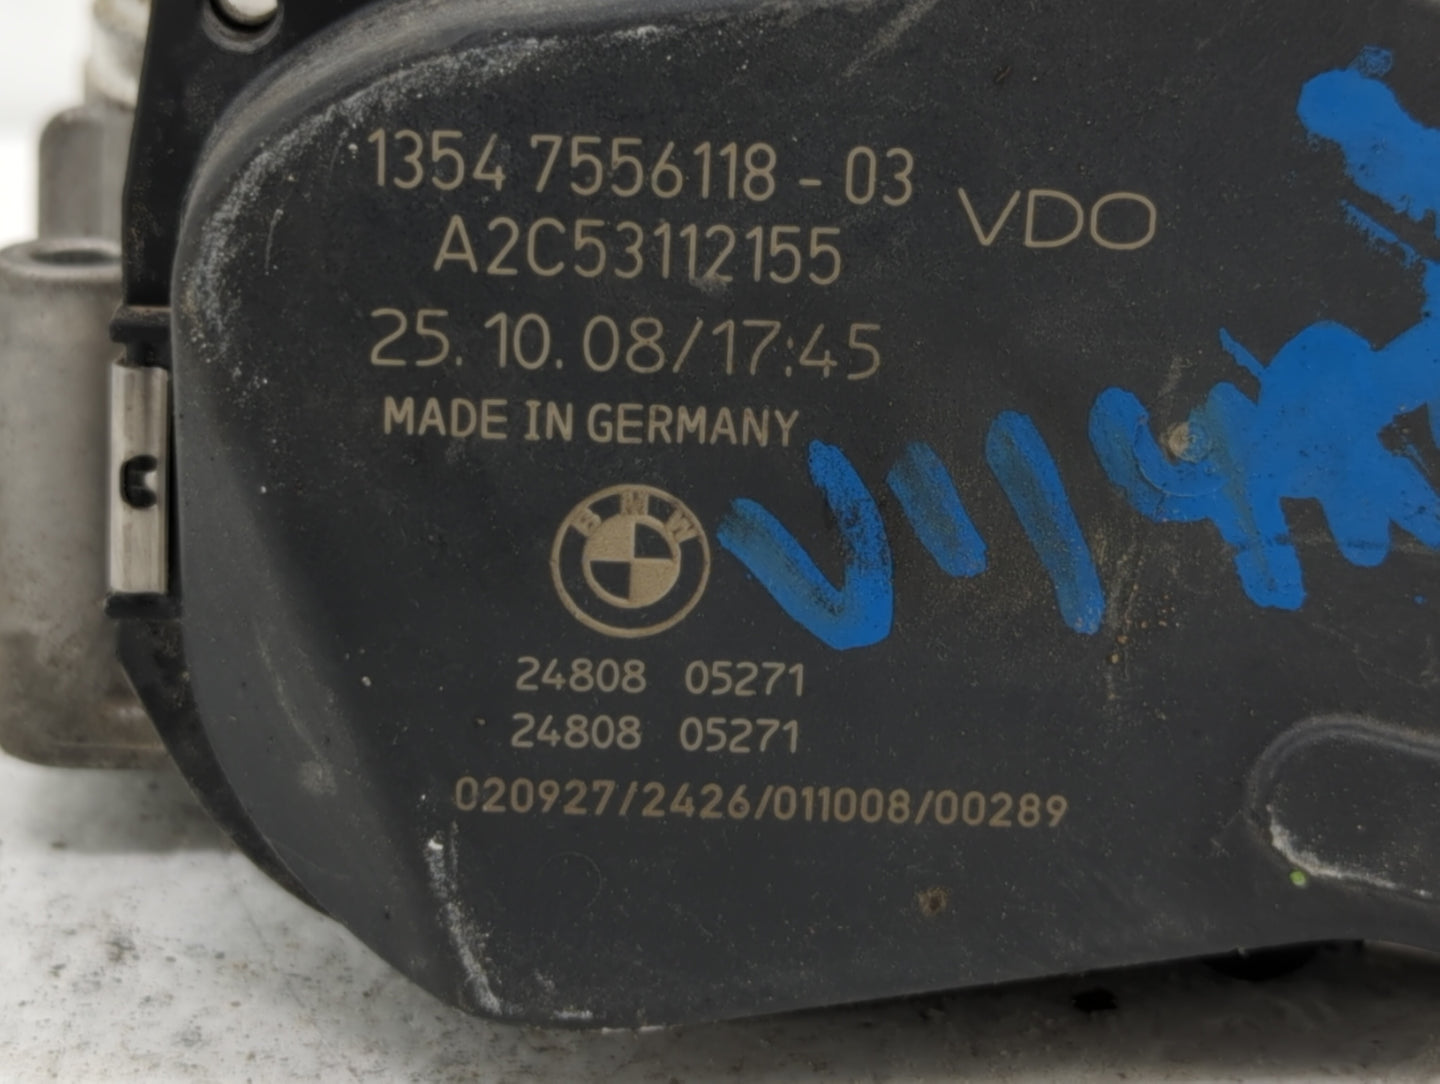 1354 7556118 - 03
VDO
A2C53112155
25.10.08/17:45
MADE IN GERMANY
BMW
24808 05271
24808 05271
020927/2426/011008/00289